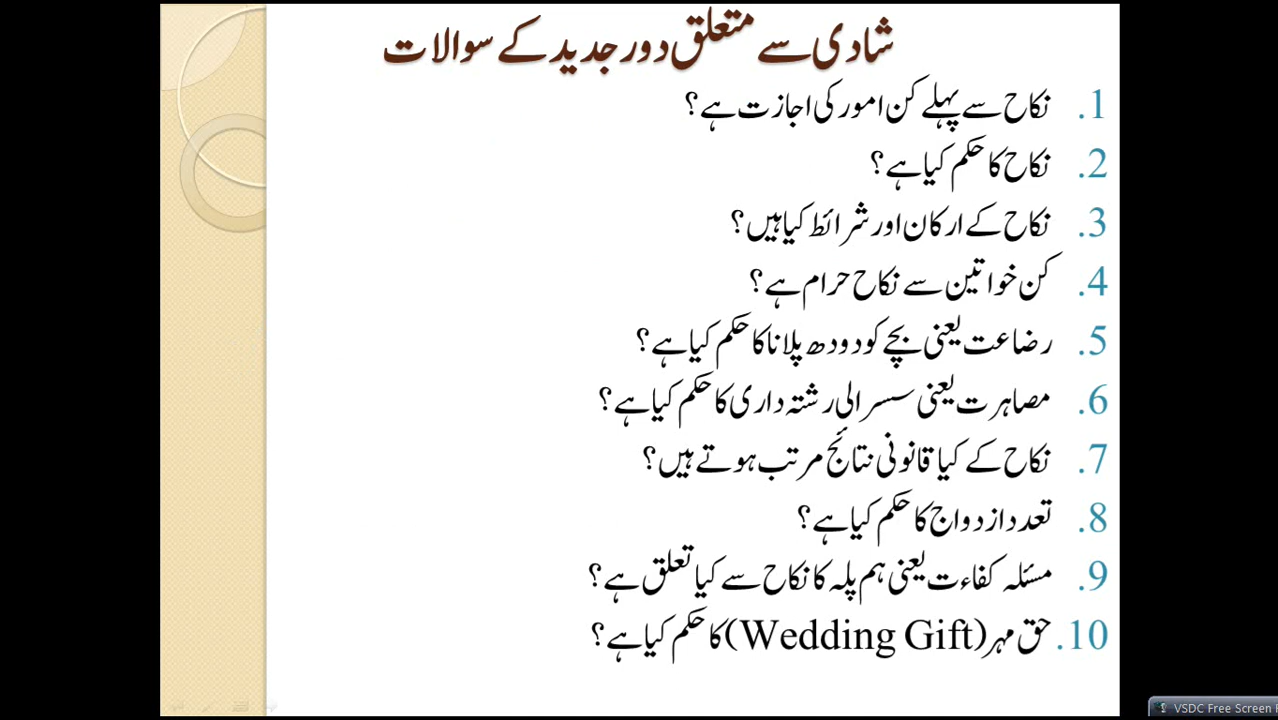 شادی سے متعلق دور جدید کے سوالات
1. نکاح سے پہلے کن امور کی اجازت ہے؟
2. نکاح کا حکم کیا ہے؟
3. نکاح کے ارکان اور شرائط کیا ہیں؟
4. کن خواتین سے نکاح حرام ہے؟
5. رضاعت یعنی بچے کو دودھ پلانا کا حکم کیا ہے؟
6. مصاہرت یعنی سسرالی رشتہ داری کا حکم کیا ہے؟
7. نکاح کے کیا قانونی نتائج مرتب ہوتے ہیں؟
8. تعدد ازدواج کا حکم کیا ہے؟
9. مسئلہ کفاءت یعنی ہم پلہ کا نکاح سے کیا تعلق ہے؟
10. حق مہر (Wedding Gift) کا حکم کیا ہے؟
VSDC Free Screen